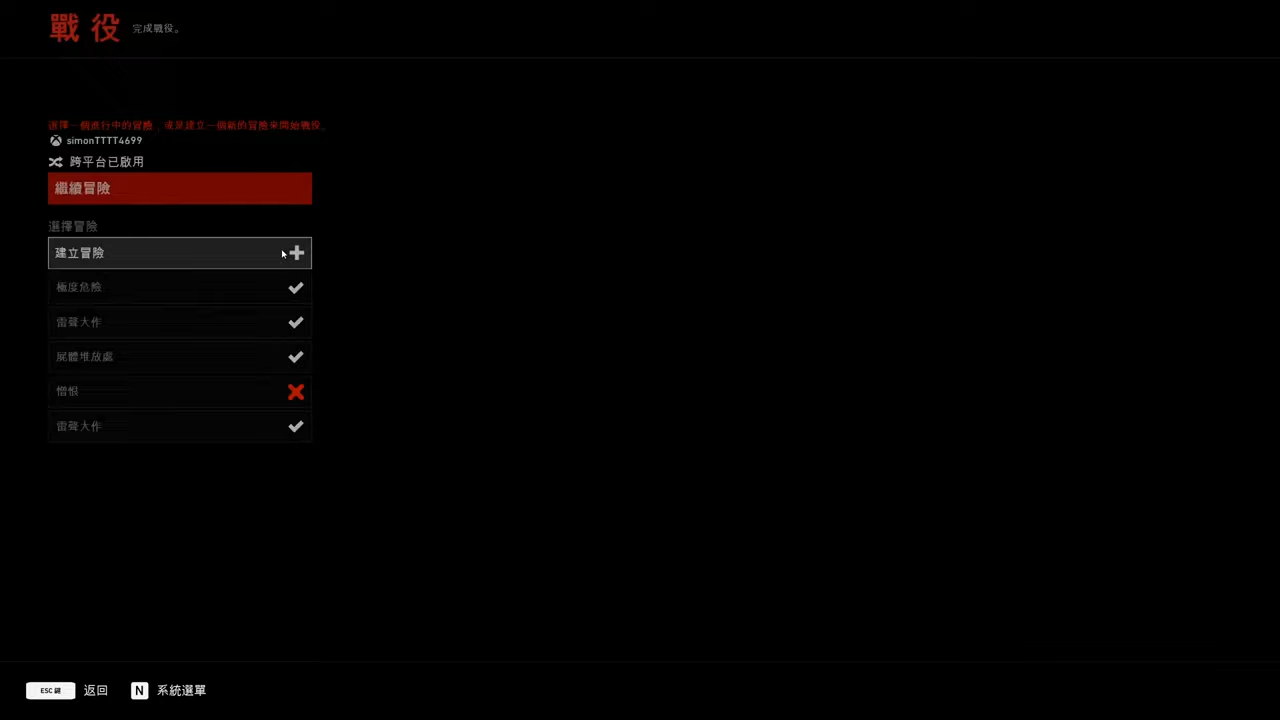 戰役 完成戰役。
選擇一個進行中的冒險，或是建立一個新的冒險來開始戰役。
simonTTTT4699
跨平台已啟用
繼續冒險
選擇冒險
建立冒險
極度危險
雷聲大作
屍體堆放處
憎恨
雷聲大作
ESC 鍵 返回 N 系統選單